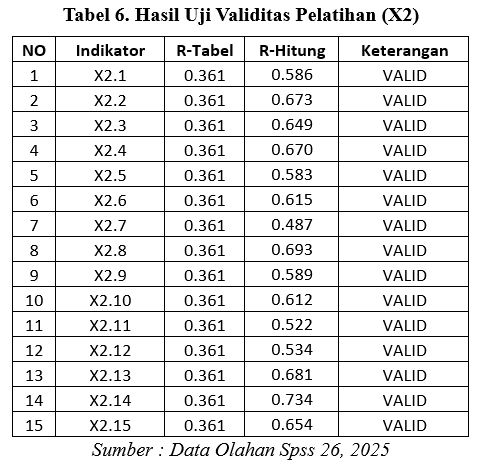 Tabel 6. Hasil Uji Validitas Pelatihan (X2)
NO Indikator R-Tabel R-Hitung Keterangan
1 X2.1 0.361 0.586 VALID
2 X2.2 0.361 0.673 VALID
3 X2.3 0.361 0.649 VALID
4 X2.4 0.361 0.670 VALID
5 X2.5 0.361 0.583 VALID
6 X2.6 0.361 0.615 VALID
7 X2.7 0.361 0.487 VALID
8 X2.8 0.361 0.693 VALID
9 X2.9 0.361 0.589 VALID
10 X2.10 0.361 0.612 VALID
11 X2.11 0.361 0.522 VALID
12 X2.12 0.361 0.534 VALID
13 X2.13 0.361 0.681 VALID
14 X2.14 0.361 0.734 VALID
15 X2.15 0.361 0.654 VALID
Sumber : Data Olahan Spss 26, 2025